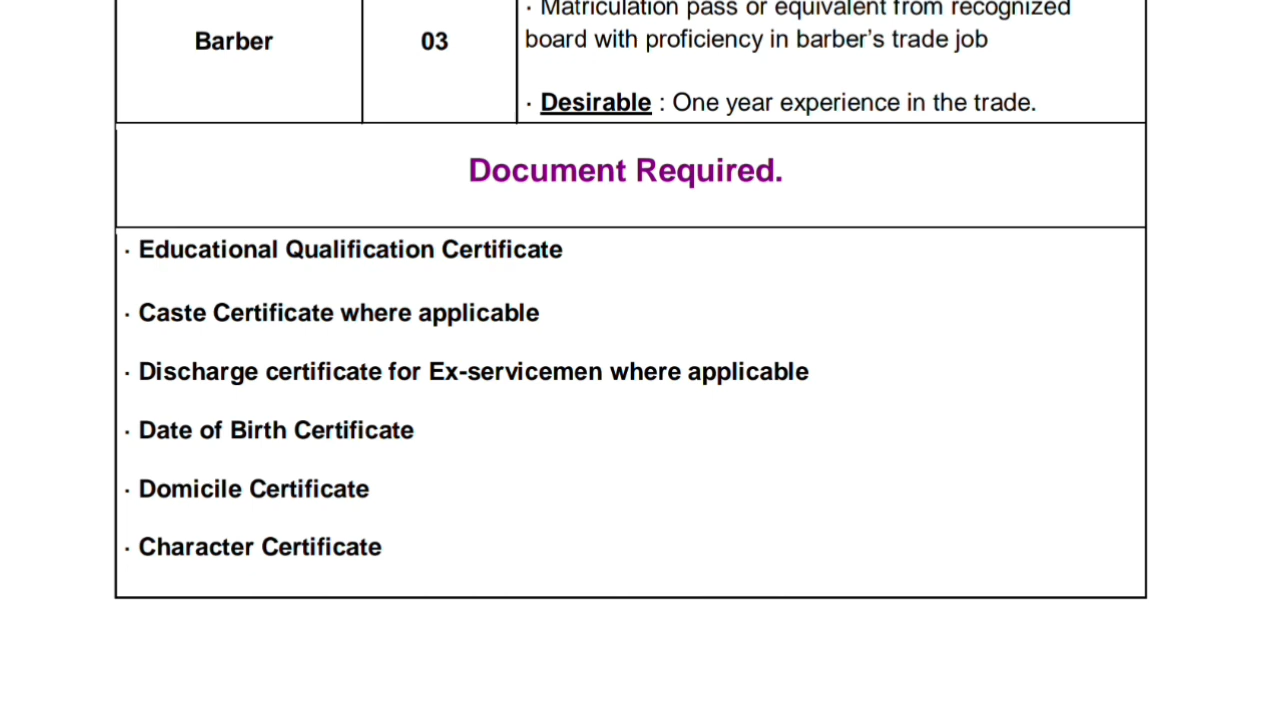 · Matriculation pass or equivalent from recognized
Barber 03 board with proficiency in barber’s trade job
· Desirable : One year experience in the trade.
Document Required.
· Educational Qualification Certificate
· Caste Certificate where applicable
· Discharge certificate for Ex-servicemen where applicable
· Date of Birth Certificate
· Domicile Certificate
· Character Certificate